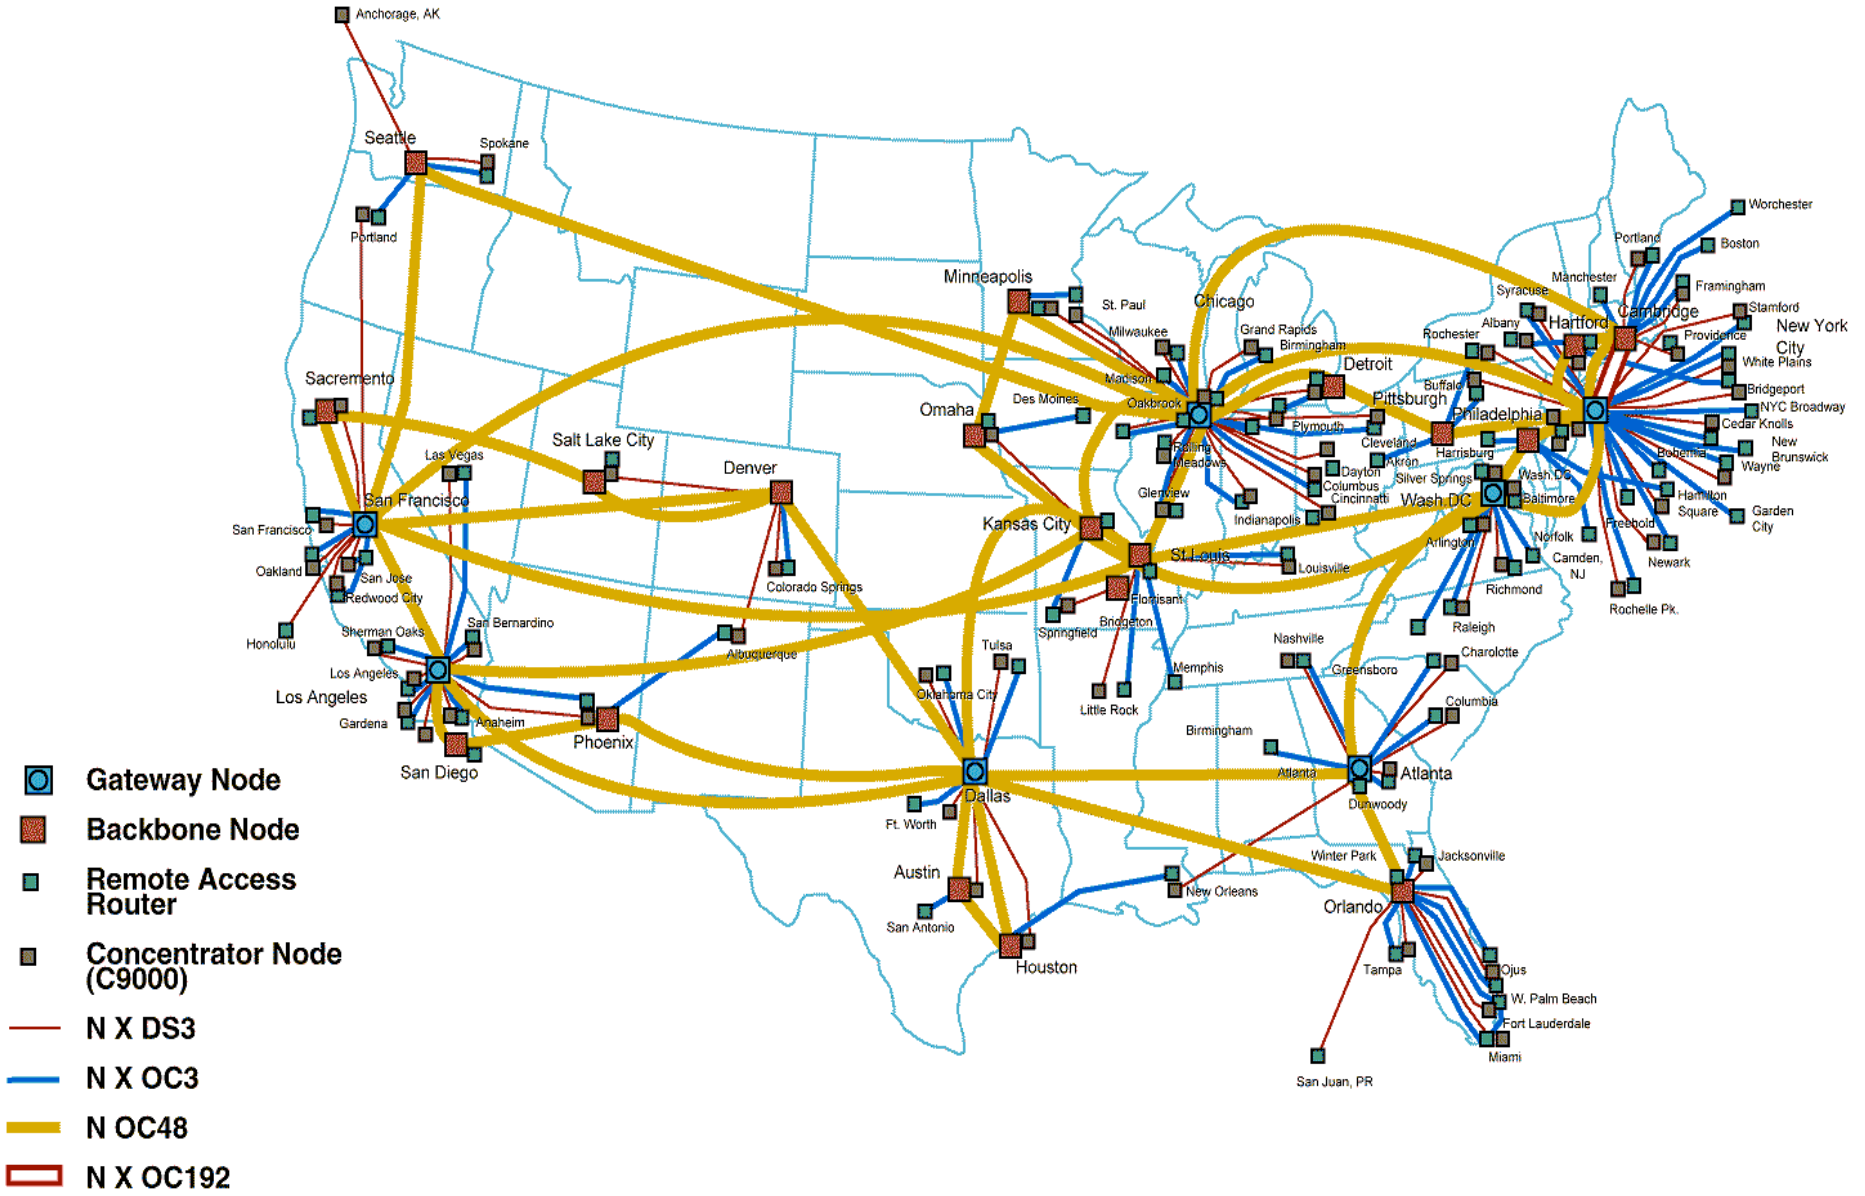 Anchorage, AK
Seattle
Spokane
Portland
Worchester
Portland
Boston
Minneapolis
Manchester
Framingham
St. Paul
Chicago
Syracuse
Cambridge
Stamford
New York
City
Milwaukee
Grand Rapids
Birmingham
Rochester
Albany
Hartford
Providence
White Plains
Detroit
Sacremento
Madison
Buffalo
Pittsburgh
Bridgeport
Omaha
Des Moines
Oakbrook
Philadelphia
NYC Broadway
Plymouth
Cedar Knolls
Salt Lake City
Las Vegas
Denver
Rolling
Meadows
Cleveland
Akron
Harrisburg
Bohemia
New
Brunswick
Wayne
Dayton
Columbus
Cincinnatti
Silver Springs
Wash.DC
Wash.DC
Baltimore
Hamilton
Square
Garden
City
San Francisco
San Francisco
Glenview
Indianapolis
Kansas City
Freehold
Arlington
Norfolk
Camden,
NJ
Newark
St Louis
Louisville
Oakland
San Jose
Redwood City
Colorado Springs
Florissant
Richmond
Rochelle Pk.
Honolulu
Sherman Oaks
San Bernardino
Springfield
Bridgeton
Raleigh
Albuquerque
Tulsa
Nashville
Greensboro
Charolotte
Los Angeles
Los Angeles
Oklahoma City
Memphis
Little Rock
Columbia
Gardena
Anaheim
Phoenix
Birmingham
San Diego
Atlanta
Atlanta
Dallas
Dunwoody
Ft. Worth
Winter Park
Jacksonville
Austin
New Orleans
Orlando
San Antonio
Houston
Tampa
Ojus
W. Palm Beach
Fort Lauderdale
Miami
San Juan, PR
Gateway Node
Backbone Node
Remote Access
Router
Concentrator Node
(C9000)
N X DS3
N X OC3
N OC48
N X OC192